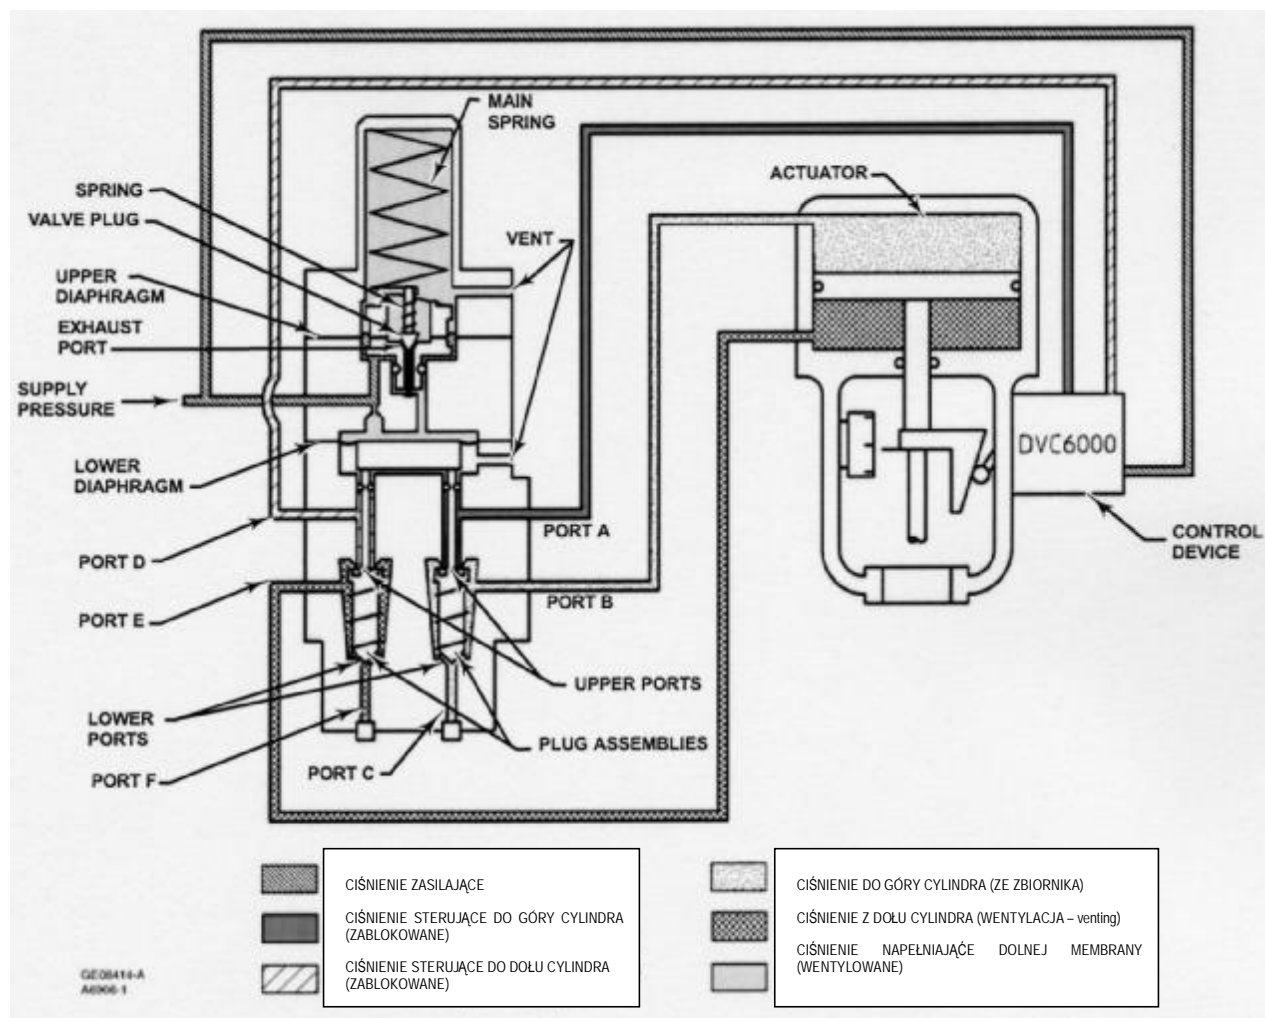 MAIN
SPRING
ACTUATOR
SPRING
VALVE PLUG
VENT
UPPER
DIAPHRAGM
EXHAUST
PORT
SUPPLY
PRESSURE
DVC6000
LOWER
DIAPHRAGM
PORT A
CONTROL
DEVICE
PORT D
PORT B
PORT E
UPPER PORTS
LOWER
PORTS
PLUG ASSEMBLIES
PORT C
PORT F
CIŚNIENIE ZASILAJĄCE
CIŚNIENIE STERUJĄCE DO GÓRY CYLINDRA
(ZABLOKOWANE)
CIŚNIENIE STERUJĄCE DO DOŁU CYLINDRA
(ZABLOKOWANE)
CIŚNIENIE DO GÓRY CYLINDRA (ZE ZBIORNIKA)
CIŚNIENIE Z DOŁU CYLINDRA (WENTYLACJA – venting)
CIŚNIENIE NAPEŁNIAJĄĆE DOLNEJ MEMBRANY
(WENTYLOWANE)
GE08414-A